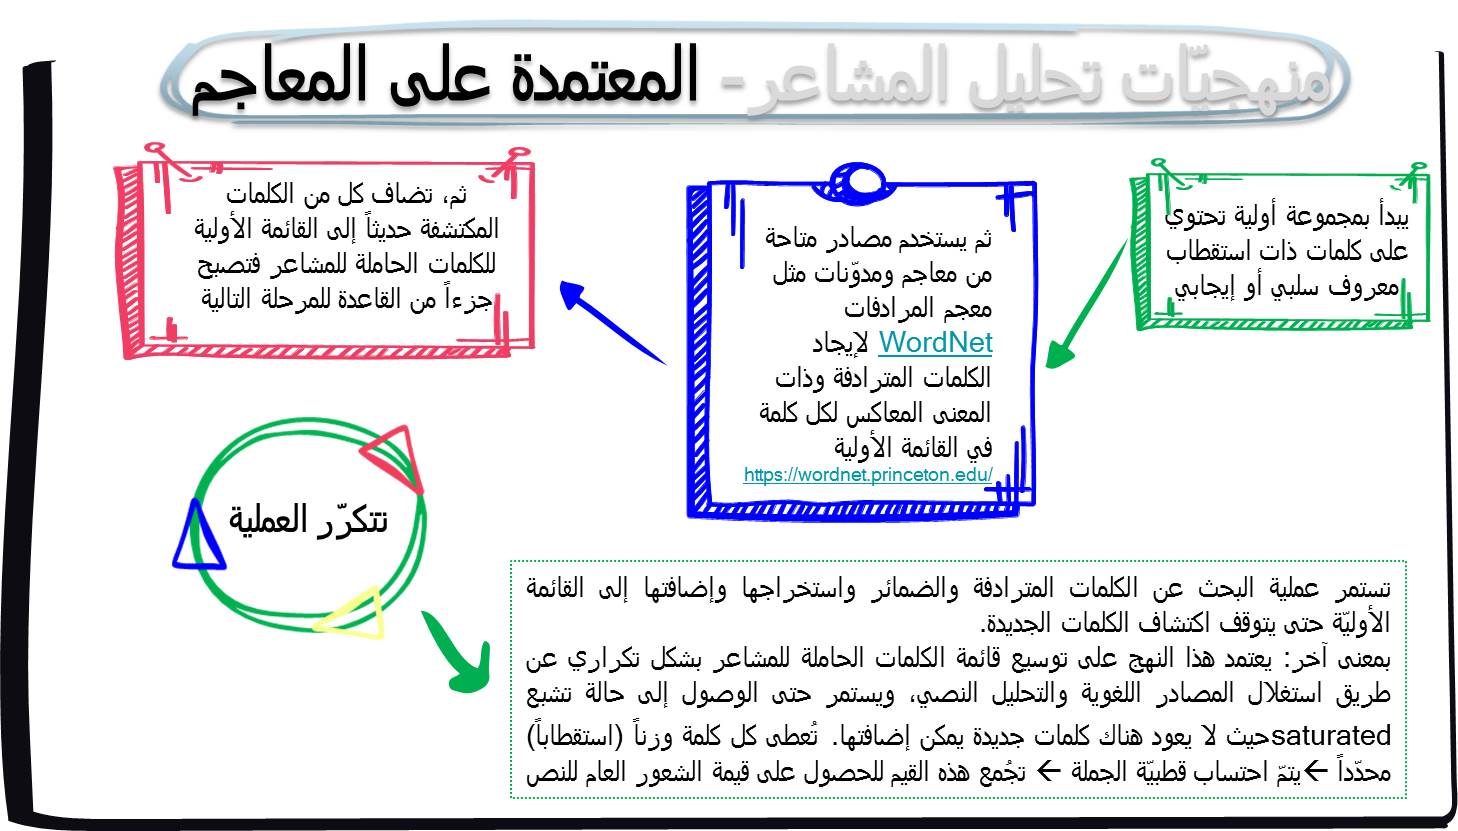 منهجيّات تحليل المشاعر- المعتمدة على المعاجم
يبدأ بمجموعة أولية تحتوي
على كلمات ذات استقطاب
معروف سلبي أو إيجابي
ثم يستخدم مصادر متاحة
من معاجم ومدوّنات مثل
معجم المرادفات
WordNet لإيجاد
الكلمات المترادفة وذات
المعنى المعاكس لكل كلمة
في القائمة الأولية
https://wordnet.princeton.edu/
ثم، تضاف كل من الكلمات
المكتشفة حديثاً إلى القائمة الأولية
للكلمات الحاملة للمشاعر فتصبح
جزءاً من القاعدة للمرحلة التالية
تتكرّر العملية
تستمر عملية البحث عن الكلمات المترادفة والضمائر واستخراجها وإضافتها إلى القائمة
الأوليّة حتى يتوقف اكتشاف الكلمات الجديدة.
بمعنى آخر: يعتمد هذا النهج على توسيع قائمة الكلمات الحاملة للمشاعر بشكل تكراري عن
طريق استغلال المصادر اللغوية والتحليل النصي، ويستمر حتى الوصول إلى حالة تشبع
saturatedحيث لا يعود هناك كلمات جديدة يمكن إضافتها. تُعطى كل كلمة وزناً (استقطاباً)
محدّداً ←يتمّ احتساب قطبيّة الجملة ← تجُمع هذه القيم للحصول على قيمة الشعور العام للنص